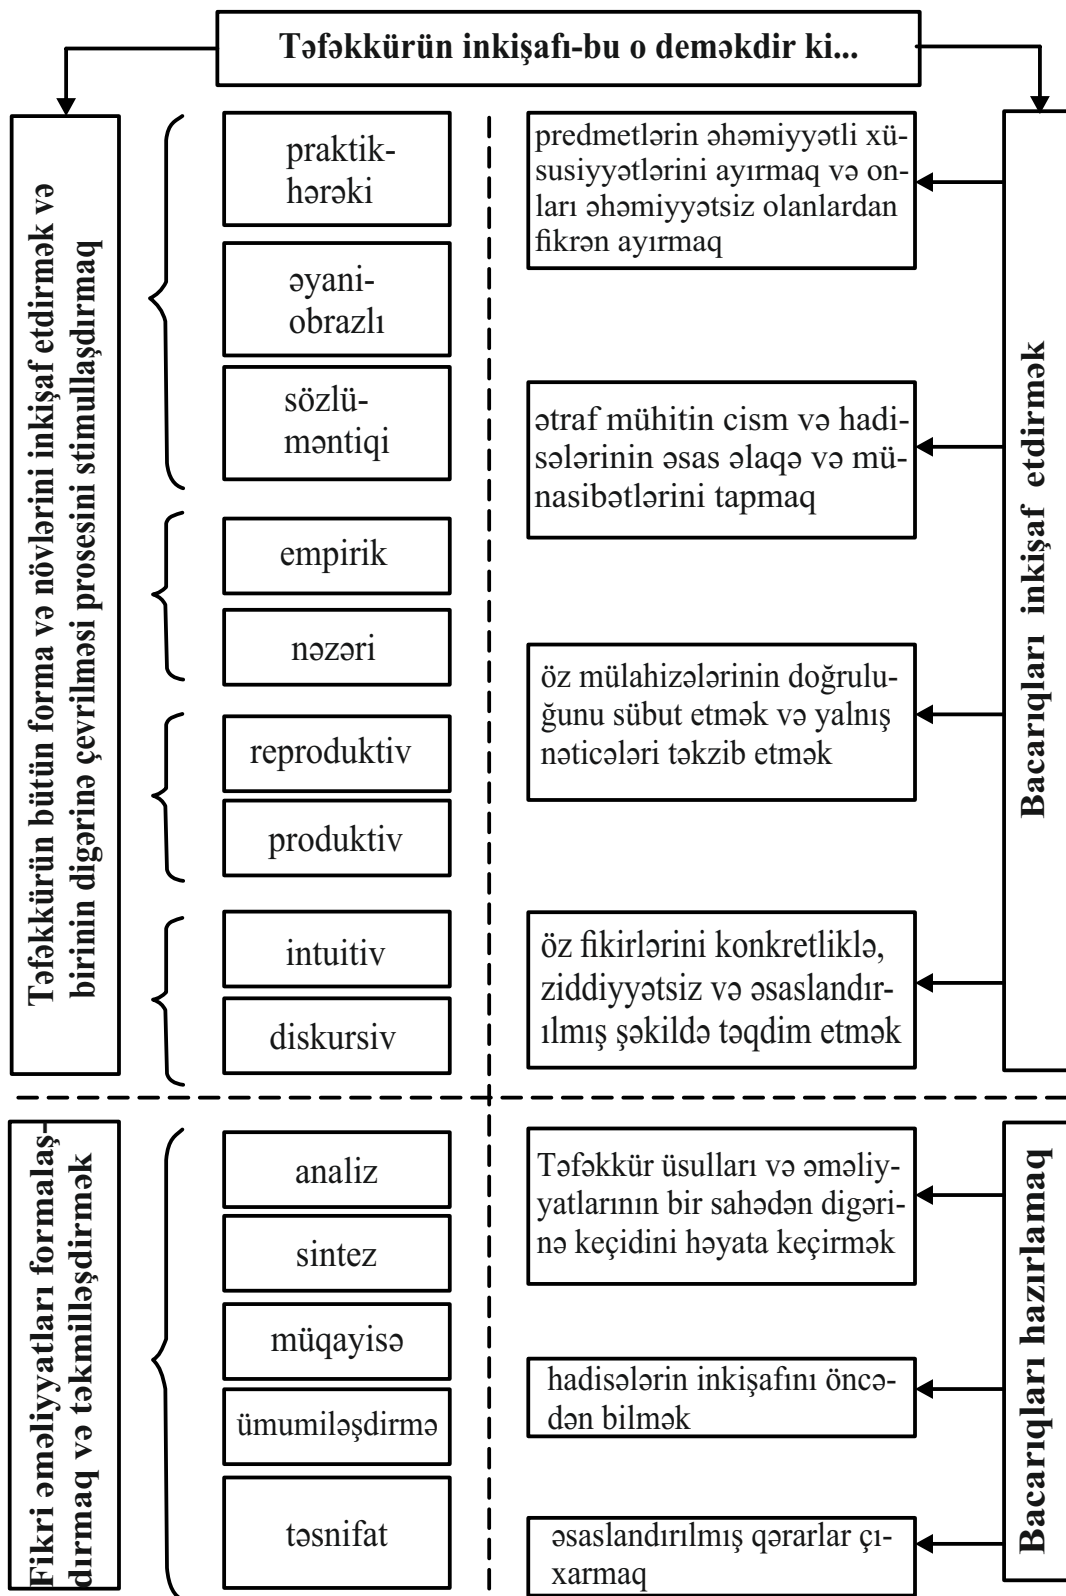 Təfəkkürün inkişafı-bu o deməkdir ki...
Təfəkkürün bütün forma və növlərini inkişaf etdirmək və
birinin digərinə çevrilməsi prosesini stimullaşdırmaq
praktik-
hərəki
əyani-
obrazlı
sözlü-
məntiqi
empirik
nəzəri
reproduktiv
produktiv
intuitiv
diskursiv
predmetlərin əhəmiyyətli xü-
susiyyətlərini ayırmaq və on-
ları əhəmiyyətsiz olanlardan
fikrən ayırmaq
ətraf mühitin cism və hadi-
sələrinin əsas əlaqə və mü-
nasibətlərini tapmaq
öz mülahizələrinin doğrulu-
ğunu sübut etmək və yalnış
nəticələri təkzib etmək
öz fikirlərini konkretliklə,
ziddiyyətsiz və əsaslandır-
ılmış şəkildə təqdim etmək
Bacarıqları inkişaf etdirmək
Fikri əməliyyatları formalaş-
dırmaq və təkmilləşdirmək
analiz
sintez
müqayisə
ümumiləşdirmə
təsnifat
Təfəkkür üsulları və əməliy-
yatlarının bir sahədən digəri-
nə keçidini həyata keçirmək
hadisələrin inkişafını öncə-
dən bilmək
əsaslandırılmış qərarlar çı-
xarmaq
Bacarıqları hazırlamaq